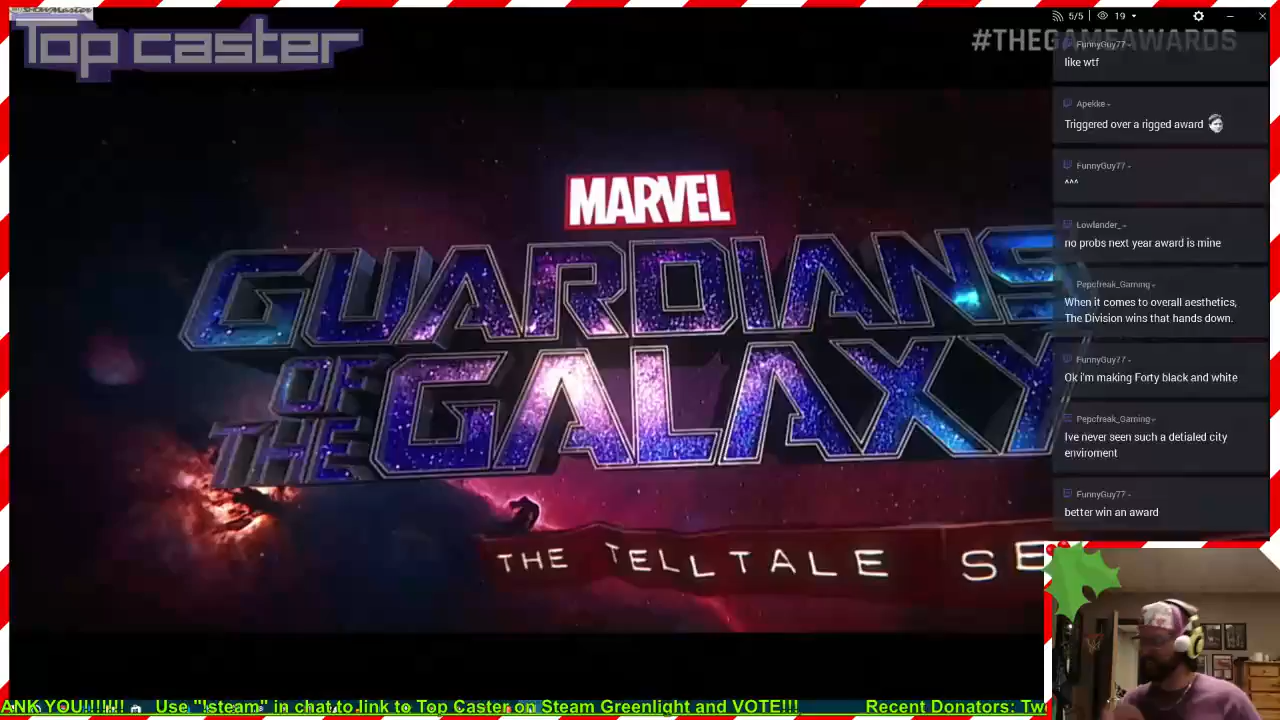 Top caster
#THEGAMEAWARDS
5/5
19
MARVEL
GUARDIANS
OF
THE GALAXY
THE TELLTALE SE
FunnyGuy77
like wtf
Apekke
Triggered over a rigged award
FunnyGuy77
^^^
Lowlander_
no probs next year award is mine
Pepcfreak_Gaming
When it comes to overall aesthetics,
The Division wins that hands down.
FunnyGuy77
Ok i'm making Forty black and white
Pepcfreak_Gaming
Ive never seen such a detialed city
enviroment
FunnyGuy77
better win an award
ANK YOU!!!!!! Use "!steam" in chat to link to Top Caster on Steam Greenlight and VOTE!!! Recent Donators: Tw